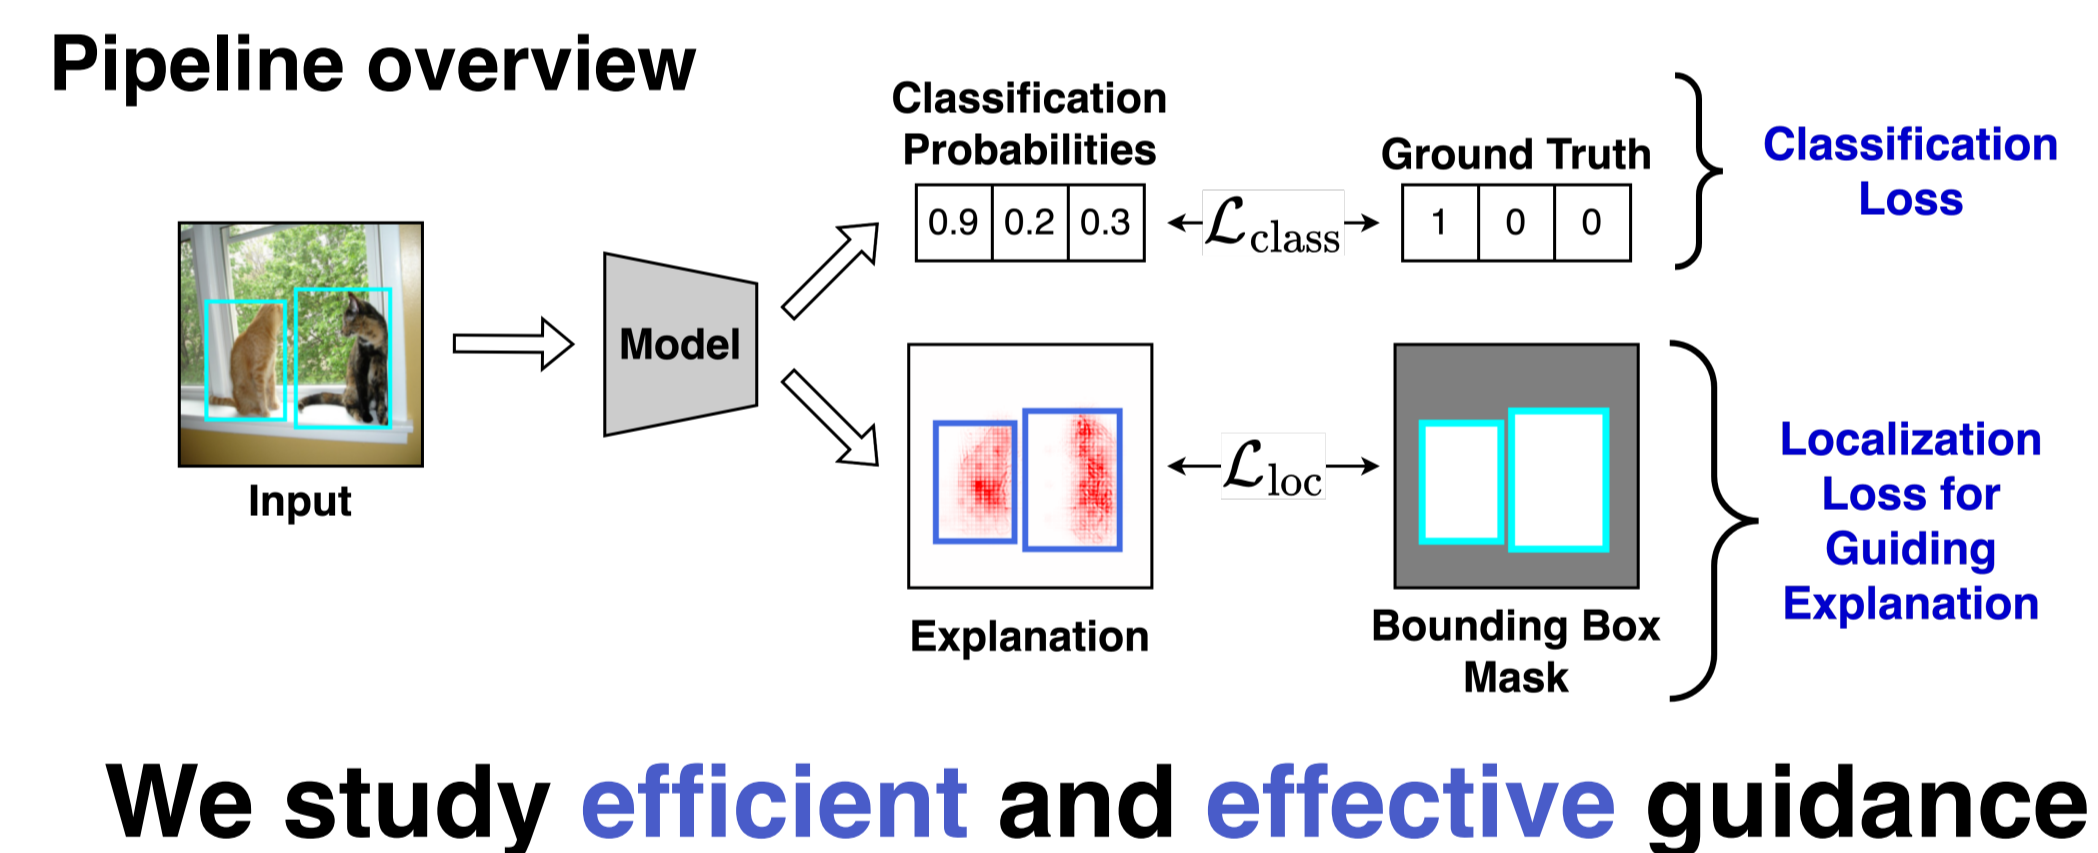 Pipeline overview
Classification
Probabilities
0.9 0.2 0.3
ℒclass
Ground Truth
1 0 0
Classification
Loss
Input
Model
Explanation
ℒloc
Bounding Box
Mask
Localization
Loss for
Guiding
Explanation
We study efficient and effective guidance